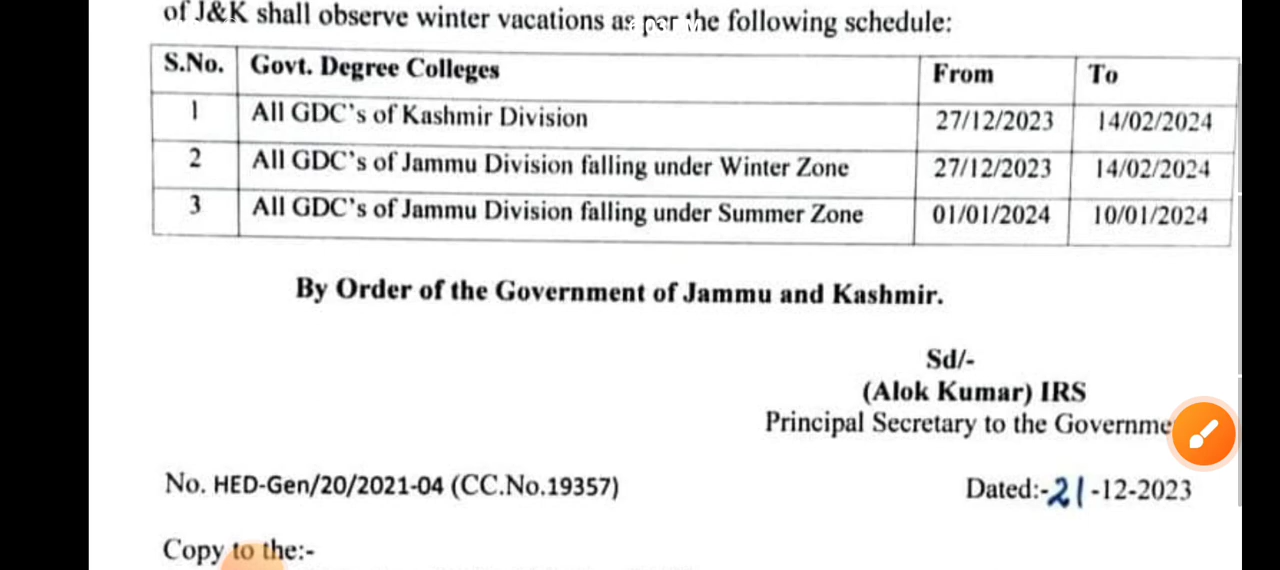 of J&K shall observe winter vacations as per the following schedule:
S.No. Govt. Degree Colleges From To
1 All GDC's of Kashmir Division 27/12/2023 14/02/2024
2 All GDC's of Jammu Division falling under Winter Zone 27/12/2023 14/02/2024
3 All GDC's of Jammu Division falling under Summer Zone 01/01/2024 10/01/2024
By Order of the Government of Jammu and Kashmir.
Sd/-
(Alok Kumar) IRS
Principal Secretary to the Governme
No. HED-Gen/20/2021-04 (CC.No.19357) Dated:-21-12-2023
Copy to the:-